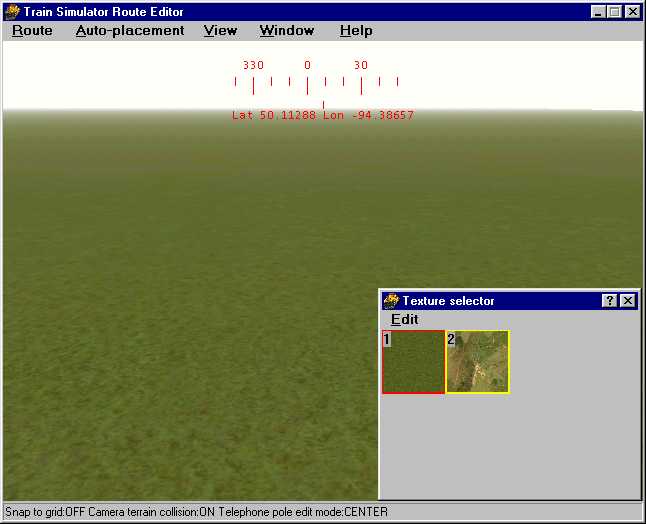 Train Simulator Route Editor
Route Auto-placement View Window Help
330 0 30
Lat 50.11288 Lon -94.38657
Texture selector
Edit
1 2
Snap to grid:OFF Camera terrain collision:ON Telephone pole edit mode:CENTER